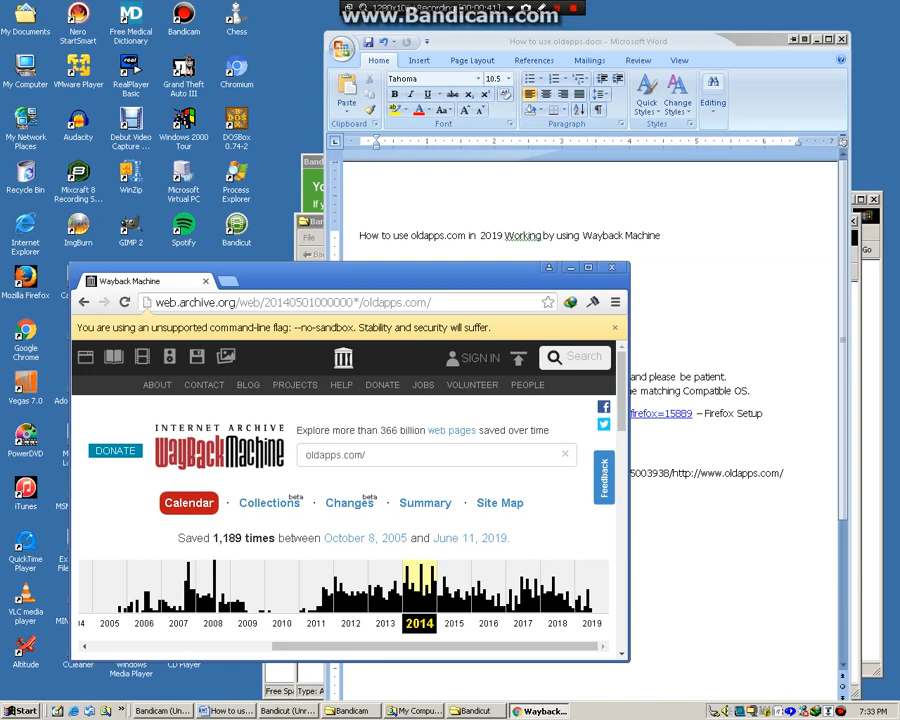 www.Bandicam.com
My Documents
Nero StartSmart
Free Medical Dictionary
Bandicam
Chess
My Computer
VMware Player
RealPlayer Basic
Grand Theft Auto III
Chromium
My Network Places
Audacity
Debut Video Capture ...
Windows 2000 Tour
DOSBox 0.74-2
Recycle Bin
Mixcraft 8 Recording S...
WinZip
Microsoft Virtual PC
Process Explorer
Internet Explorer
ImgBurn
GIMP 2
Spotify
Bandicut
Mozilla Firefox
Google Chrome
Vegas 7.0
PowerDVD
iTunes
QuickTime Player
VLC media player
Altitude
CCleaner
Windows Media Player
CD Player
How to use oldapps.docx - Microsoft Word
Home Insert Page Layout References Mailings Review View
Tahoma 10.5
Paste
Quick Styles
Change Styles
Editing
Clipboard Font Paragraph Styles
How to use oldapps.com in 2019 Working by using Wayback Machine
and please be patient.
e matching Compatible OS.
firefox=15889 – Firefox Setup
5003938/http://www.oldapps.com/
File
Back
Go
Wayback Machine
web.archive.org/web/20140501000000*/oldapps.com/
You are using an unsupported command-line flag: --no-sandbox. Stability and security will suffer.
SIGN IN
Search
ABOUT CONTACT BLOG PROJECTS HELP DONATE JOBS VOLUNTEER PEOPLE
DONATE
INTERNET ARCHIVE
WayBackMachine
Explore more than 366 billion web pages saved over time
oldapps.com/
Feedback
Calendar · Collections beta · Changes beta · Summary · Site Map
Saved 1,189 times between October 8, 2005 and June 11, 2019.
2005 2006 2007 2008 2009 2010 2011 2012 2013 2014 2015 2016 2017 2018 2019
Free Spa
Type: A
Start
Bandicam (Un...
How to us...
Bandicut (Unr...
Bandicam
My Compu...
Bandicut
Wayback...
7:33 PM